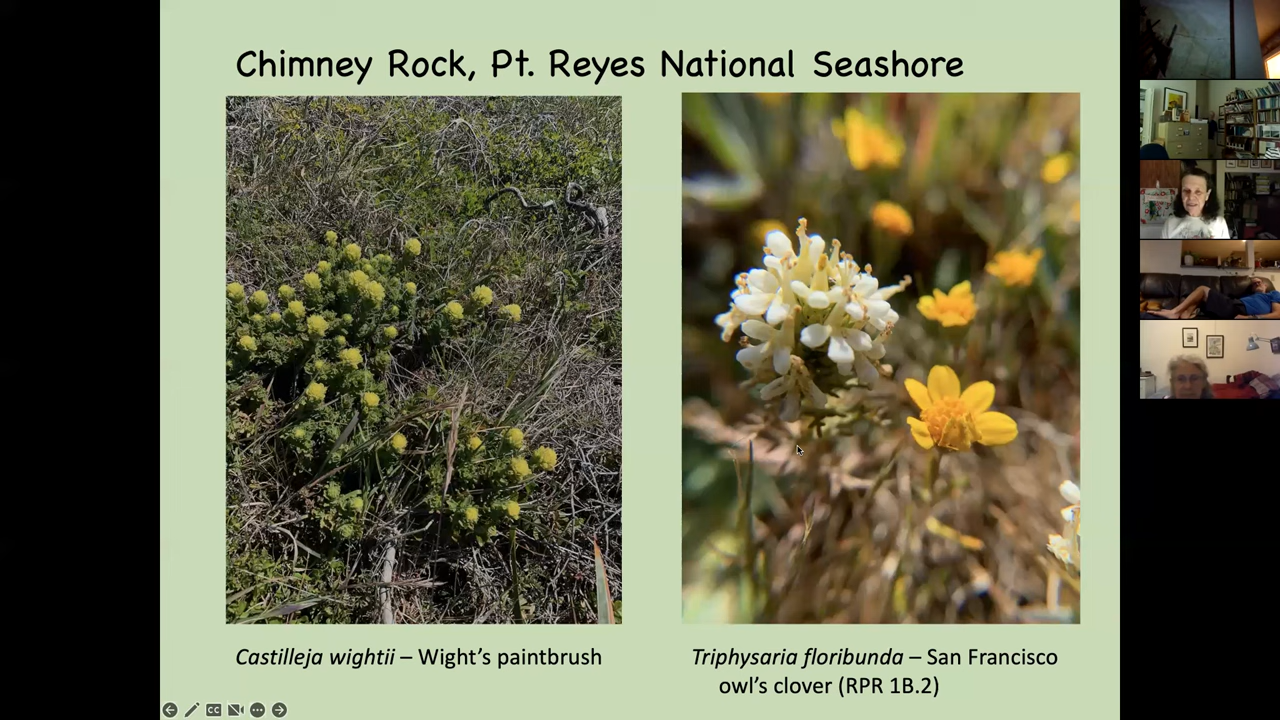 Chimney Rock, Pt. Reyes National Seashore
Castilleja wightii – Wight's paintbrush
Triphysaria floribunda – San Francisco
owl's clover (RPR 1B.2)
CC